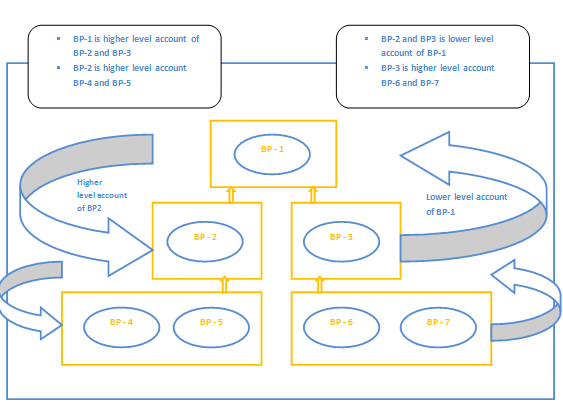 ▪ BP-1 is higher level account of
BP-2 and BP-3
▪ BP-2 is higher level account
BP-4 and BP-5
▪ BP-2 and BP3 is lower level
account of BP-1
▪ BP-3 is higher level account
BP-6 and BP-7
BP-1
Higher
level account
of BP2
Lower level account
of BP-1
BP-2
BP-3
BP-4
BP-5
BP-6
BP-7